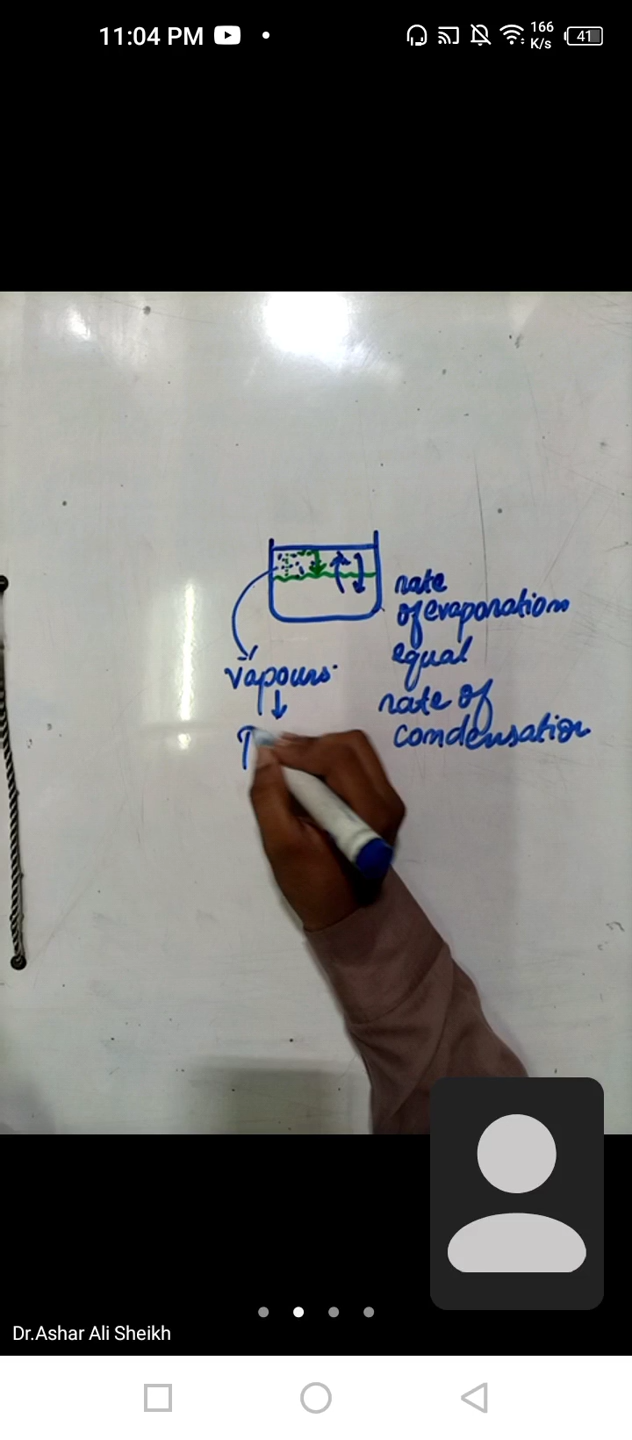 11:04 PM
166
K/s
41
rate
of evaporation
equal
rate of
condensation
vapours.
Dr.Ashar Ali Sheikh